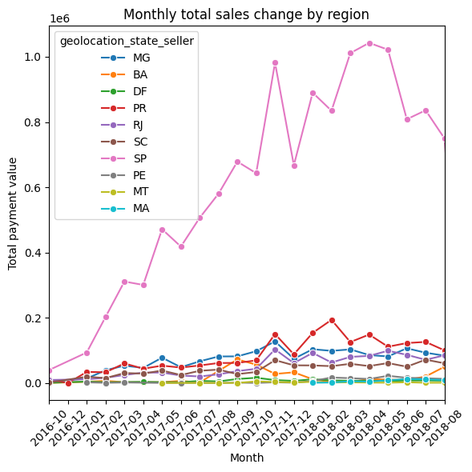 Monthly total sales change by region
1e6
geolocation_state_seller
MG
BA
DF
PR
RJ
SC
SP
PE
MT
MA
1.0
0.8
0.6
0.4
0.2
0.0
Total payment value
2016-10
2016-12
2017-01
2017-02
2017-03
2017-04
2017-05
2017-06
2017-07
2017-08
2017-09
2017-10
2017-11
2017-12
2018-01
2018-02
2018-03
2018-04
2018-05
2018-06
2018-07
2018-08
Month